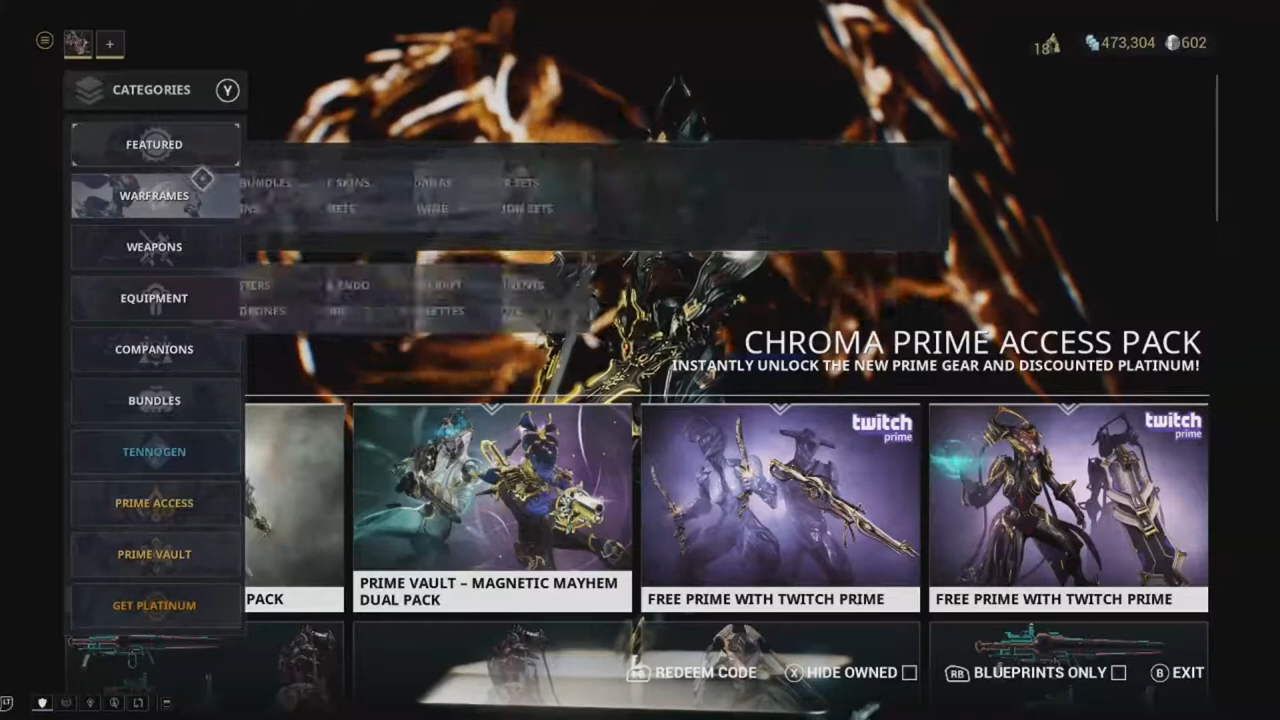 18
473,304
602
CATEGORIES
Y
FEATURED
WARFRAMES
WEAPONS
EQUIPMENT
COMPANIONS
BUNDLES
TENNOGEN
PRIME ACCESS
PRIME VAULT
GET PLATINUM
BUNDLES
SKINS
CHROMA PRIME ACCESS PACK
INSTANTLY UNLOCK THE NEW PRIME GEAR AND DISCOUNTED PLATINUM!
PACK
PRIME VAULT – MAGNETIC MAYHEM
DUAL PACK
twitch
prime
FREE PRIME WITH TWITCH PRIME
twitch
prime
FREE PRIME WITH TWITCH PRIME
REDEEM CODE
X HIDE OWNED
RB BLUEPRINTS ONLY
B EXIT
LT